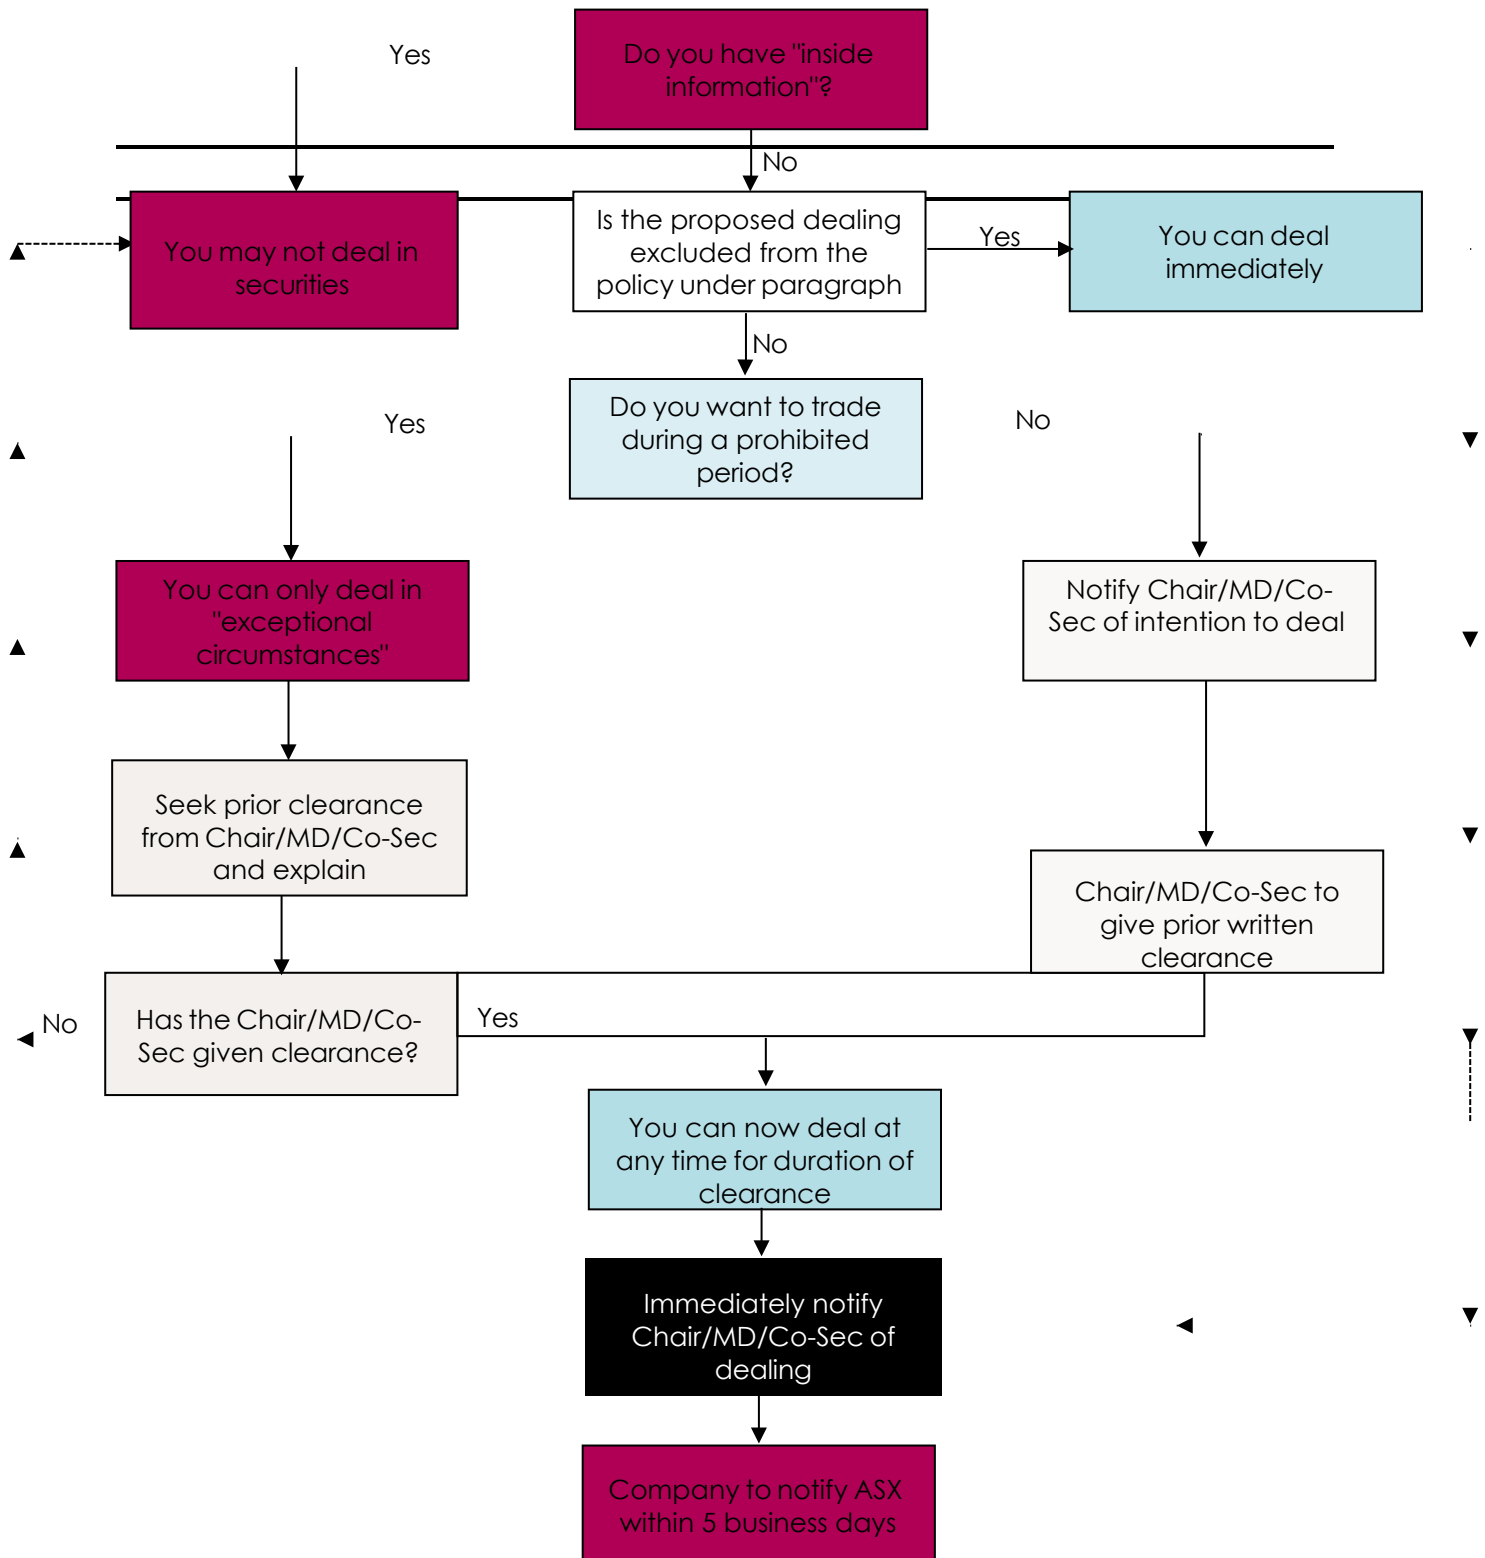 Yes
Do you have "inside
information"?
No
You may not deal in
securities
Is the proposed dealing
excluded from the
policy under paragraph
Yes
You can deal
immediately
No
Yes
Do you want to trade
during a prohibited
period?
No
You can only deal in
"exceptional
circumstances"
Notify Chair/MD/Co-
Sec of intention to deal
Seek prior clearance
from Chair/MD/Co-Sec
and explain
Chair/MD/Co-Sec to
give prior written
clearance
No
Has the Chair/MD/Co-
Sec given clearance?
Yes
You can now deal at
any time for duration of
clearance
Immediately notify
Chair/MD/Co-Sec of
dealing
Company to notify ASX
within 5 business days